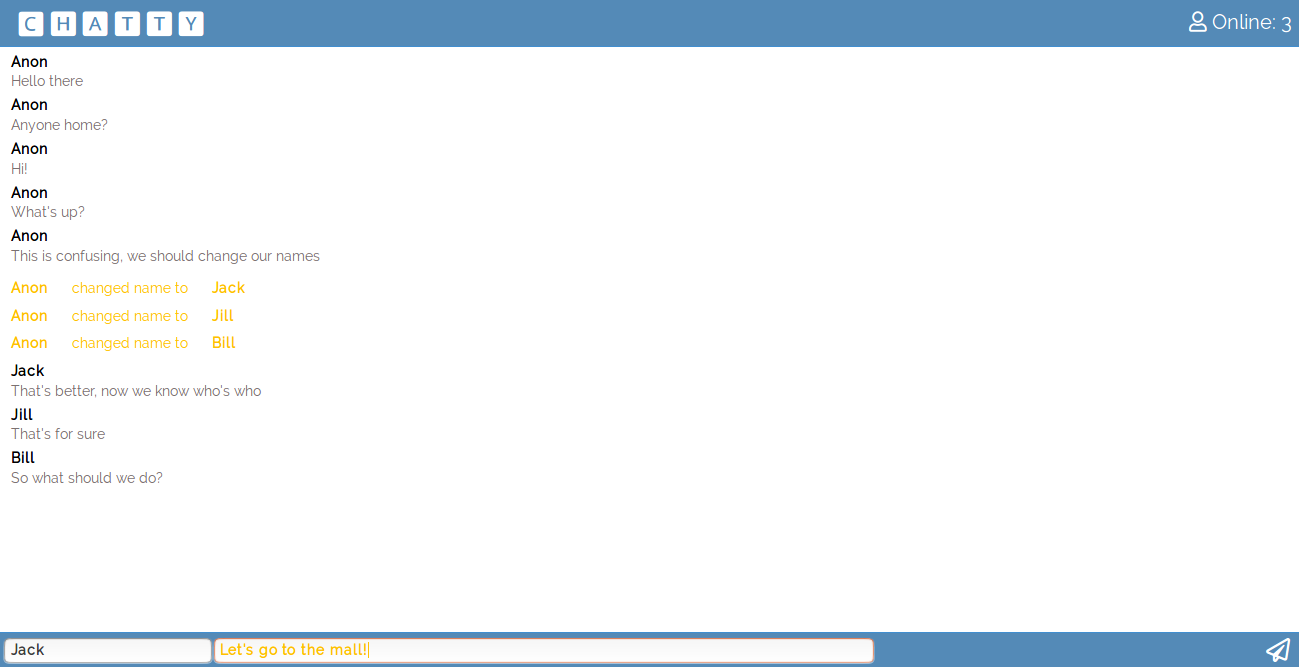 CHATTY
Online: 3
Anon
Hello there
Anon
Anyone home?
Anon
Hi!
Anon
What's up?
Anon
This is confusing, we should change our names
Anon changed name to Jack
Anon changed name to Jill
Anon changed name to Bill
Jack
That's better, now we know who's who
Jill
That's for sure
Bill
So what should we do?
Jack
Let's go to the mall!